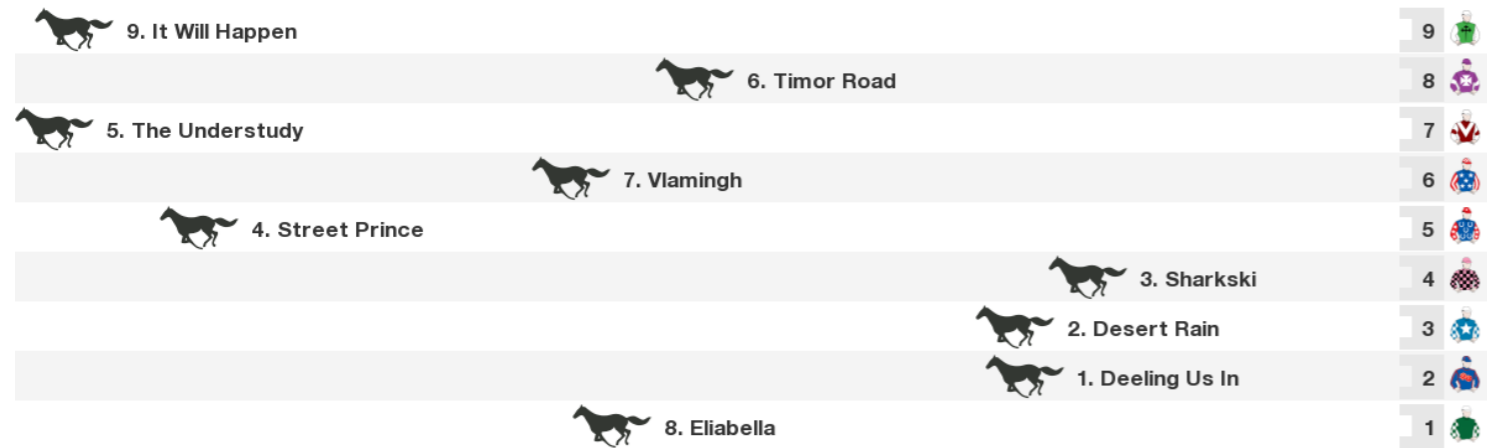 9. It Will Happen 9
6. Timor Road 8
5. The Understudy 7
7. Vlamingh 6
4. Street Prince 5
3. Sharkski 4
2. Desert Rain 3
1. Deeling Us In 2
8. Eliabella 1